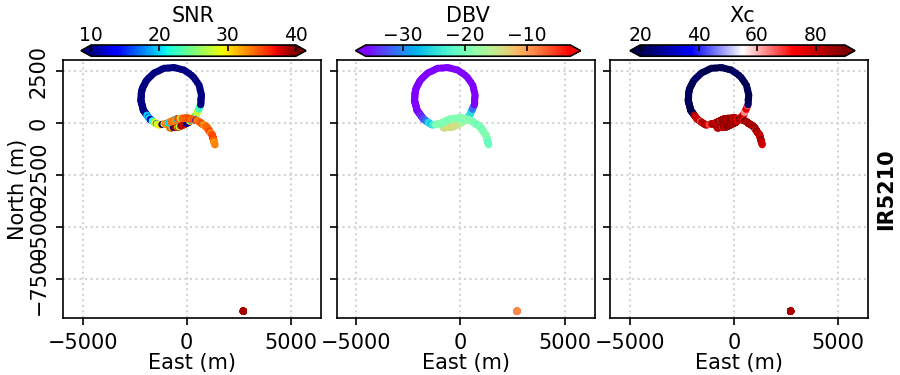 SNR DBV Xc
10 20 30 40 −30 −20 −10 20 40 60 80
2500
0
−2500
−5000
−7500
North (m)
IR5210
−5000 0 5000 −5000 0 5000 −5000 0 5000
East (m) East (m) East (m)